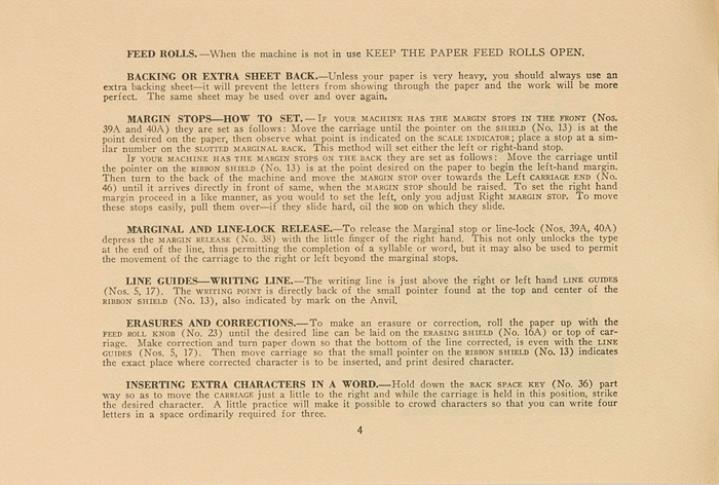 FEED ROLLS.—When the machine is not in use KEEP THE PAPER FEED ROLLS OPEN.
BACKING OR EXTRA SHEET BACK.—Unless your paper is very heavy, you should always use an
extra backing sheet—it will prevent the letters from showing through the paper and the work will be more
perfect. The same sheet may be used over and over again.
MARGIN STOPS—HOW TO SET.—IF YOUR MACHINE HAS THE MARGIN STOPS IN THE FRONT (Nos.
39A and 40A) they are set as follows: Move the carriage until the pointer on the SHIELD (No. 13) is at the
point desired on the paper, then observe what point is indicated on the SCALE INDICATOR; place a stop at a sim-
ilar number on the SLOTTED MARGINAL RACK. This method will set either the left or right-hand stop.
IF YOUR MACHINE HAS THE MARGIN STOPS ON THE BACK they are set as follows: Move the carriage until
the pointer on the RIBBON SHIELD (No. 13) is at the point desired on the paper to begin the left-hand margin.
Then turn to the back of the machine and move the MARGIN STOP over towards the Left CARRIAGE END (No.
46) until it arrives directly in front of same, when the MARGIN STOP should be raised. To set the right hand
margin proceed in a like manner, as you would to set the left, only you adjust Right MARGIN STOP. To move
these stops easily, pull them over—if they slide hard, oil the ROD on which they slide.
MARGINAL AND LINE-LOCK RELEASE.—To release the Marginal stop or line-lock (Nos. 39A, 40A)
depress the MARGIN RELEASE (No. 38) with the little finger of the right hand. This not only unlocks the type
at the end of the line, thus permitting the completion of a syllable or word, but it may also be used to permit
the movement of the carriage to the right or left beyond the marginal stops.
LINE GUIDES—WRITING LINE.—The writing line is just above the right or left hand LINE GUIDES
(Nos. 5, 17). The WRITING POINT is directly back of the small pointer found at the top and center of the
RIBBON SHIELD (No. 13), also indicated by mark on the Anvil.
ERASURES AND CORRECTIONS.—To make an erasure or correction, roll the paper up with the
FEED ROLL KNOB (No. 23) until the desired line can be laid on the ERASING SHIELD (No. 16A) or top of car-
riage. Make correction and turn paper down so that the bottom of the line corrected, is even with the LINE
GUIDES (Nos. 5, 17). Then move carriage so that the small pointer on the RIBBON SHIELD (No. 13) indicates
the exact place where corrected character is to be inserted, and print desired character.
INSERTING EXTRA CHARACTERS IN A WORD.—Hold down the BACK SPACE KEY (No. 36) part
way so as to move the CARRIAGE just a little to the right and while the carriage is held in this position, strike
the desired character. A little practice will make it possible to crowd characters so that you can write four
letters in a space ordinarily required for three.
4